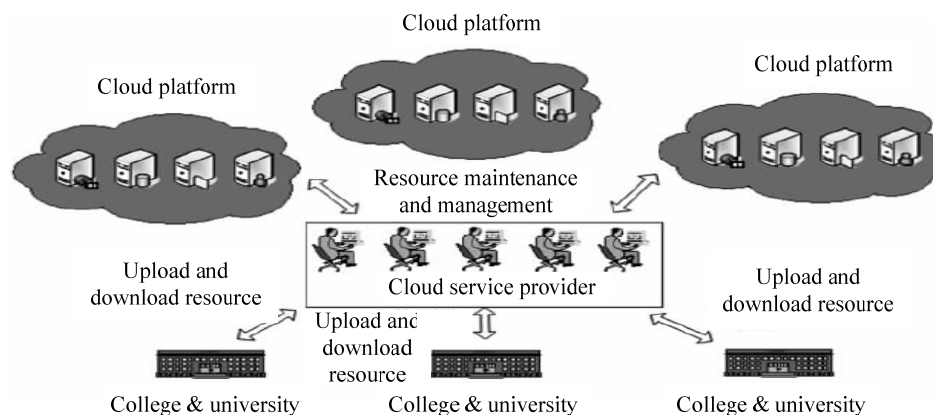 Cloud platform
Cloud platform
Cloud platform
Resource maintenance
and management
Cloud service provider
Upload and
download resource
Upload and
download
resource
Upload and
download resource
College & university
College & university
College & university